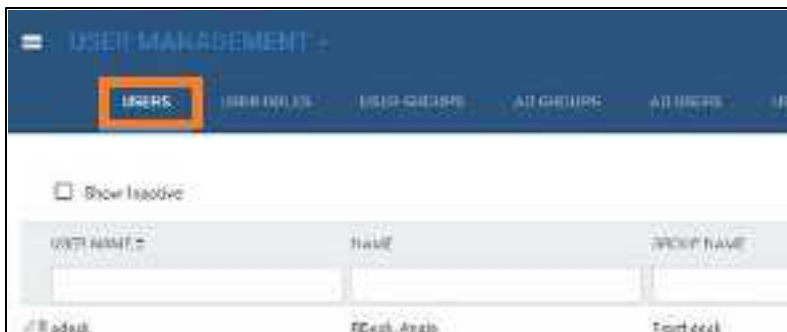 USER MANAGEMENT
USERS USER ROLES USER GROUPS AD GROUPS AD USERS
Show Inactive
USER NAME NAME GROUP NAME